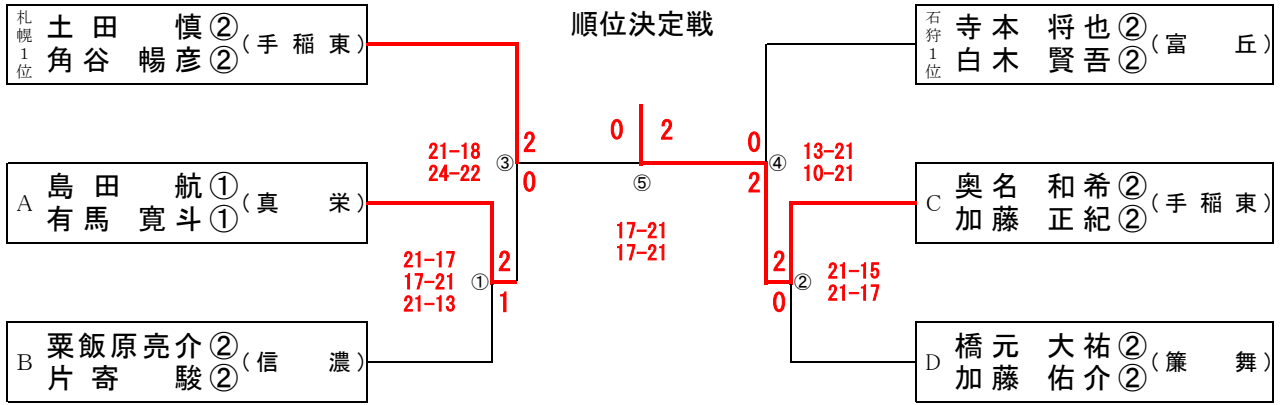 順位決定戦
札幌1位
土田 慎②
角谷 暢彦②
(手稲東)
A
島田 航①
有馬 寛斗①
(真 栄)
B
粟飯原亮介②
片寄 駿②
(信 濃)
21-18
24-22
③
2
0
21-17
17-21
21-13
①
2
1
0
2
⑤
17-21
17-21
0
2
④
13-21
10-21
2
0
②
21-15
21-17
石狩1位
寺本 将也②
白木 賢吾②
(富 丘)
C
奥名 和希②
加藤 正紀②
(手稲東)
D
橋元 大祐②
加藤 佑介②
(簾 舞)